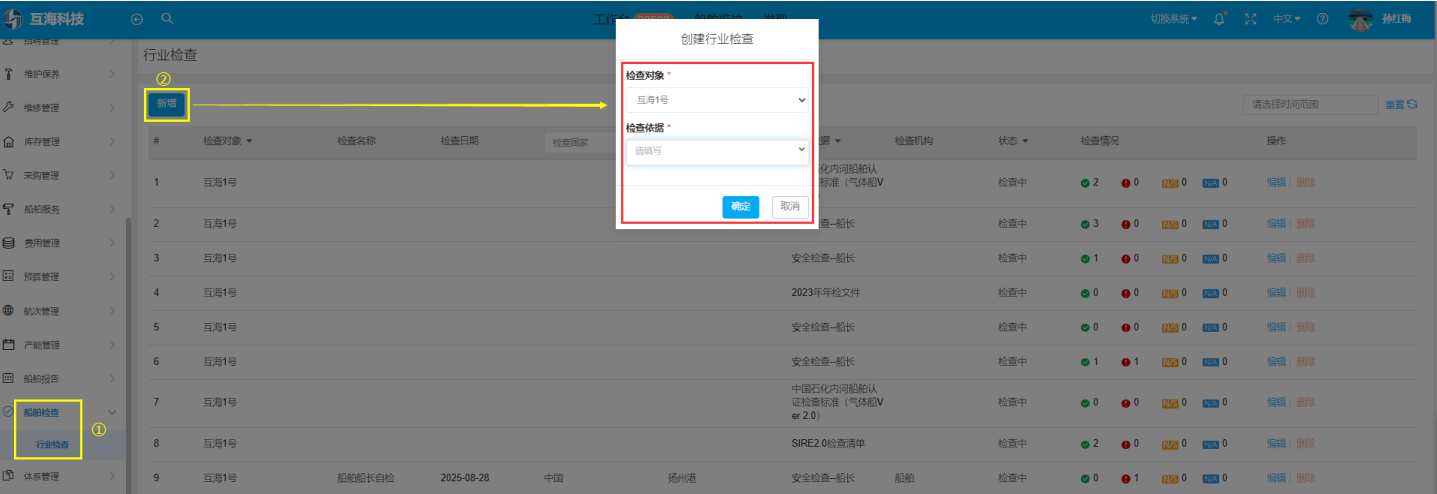 互海科技
工作台
切换系统
中文
孙红梅
行业检查
维护保养
维修管理
库存管理
采购管理
船舶服务
费用管理
预算管理
航次管理
产能管理
船舶报告
船舶检查
①
行业检查
体系管理
②
新增
请选择时间范围
重置
创建行业检查
检查对象 *
互海1号
检查依据 *
请填写
确定
取消
# 检查对象 检查名称 检查日期 检查国家 检查机构 状态 检查情况 操作
1 互海1号 标准（气体船V 检查中 2 0 N/S 0 N/A 0 编辑 删除
2 互海1号 查--船长 检查中 3 0 N/S 0 N/A 0 编辑 删除
3 互海1号 安全检查--船长 检查中 1 0 N/S 0 N/A 0 编辑 删除
4 互海1号 2023年年检文件 检查中 0 0 N/S 0 N/A 0 编辑 删除
5 互海1号 安全检查--船长 检查中 0 0 N/S 0 N/A 0 编辑 删除
6 互海1号 安全检查--船长 检查中 1 1 N/S 0 N/A 0 编辑 删除
中国石化内河船舶认
7 互海1号 证检查标准（气体船V 检查中 0 0 N/S 0 N/A 0 编辑 删除
er 2.0）
8 互海1号 SIRE2.0检查清单 检查中 2 0 N/S 0 N/A 0 编辑 删除
9 互海1号 船舶船长自检 2025-08-28 中国 扬州港 安全检查--船长 船舶 检查中 0 1 N/S 0 N/A 0 编辑 删除